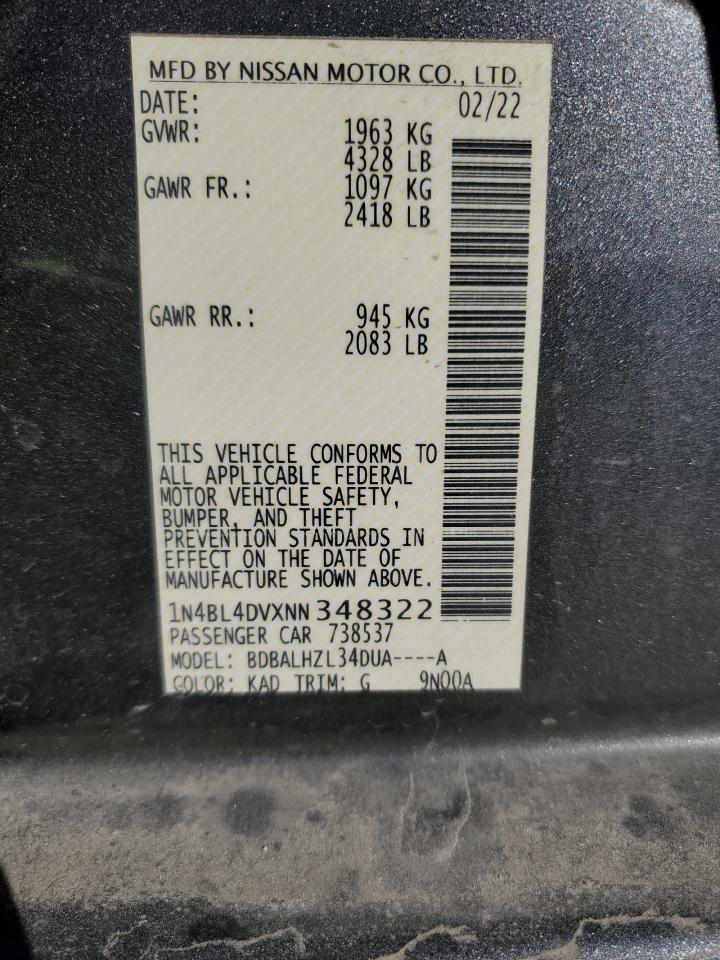 MFD BY NISSAN MOTOR CO., LTD.
DATE: 02/22
GVWR: 1963 KG
4328 LB
GAWR FR.: 1097 KG
2418 LB
GAWR RR.: 945 KG
2083 LB
THIS VEHICLE CONFORMS TO
ALL APPLICABLE FEDERAL
MOTOR VEHICLE SAFETY,
BUMPER, AND THEFT
PREVENTION STANDARDS IN
EFFECT ON THE DATE OF
MANUFACTURE SHOWN ABOVE.
1N4BL4DVXNN348322
PASSENGER CAR 738537
MODEL: BDBALHZL34DUA----A
COLOR: KAD TRIM: G 9N00A